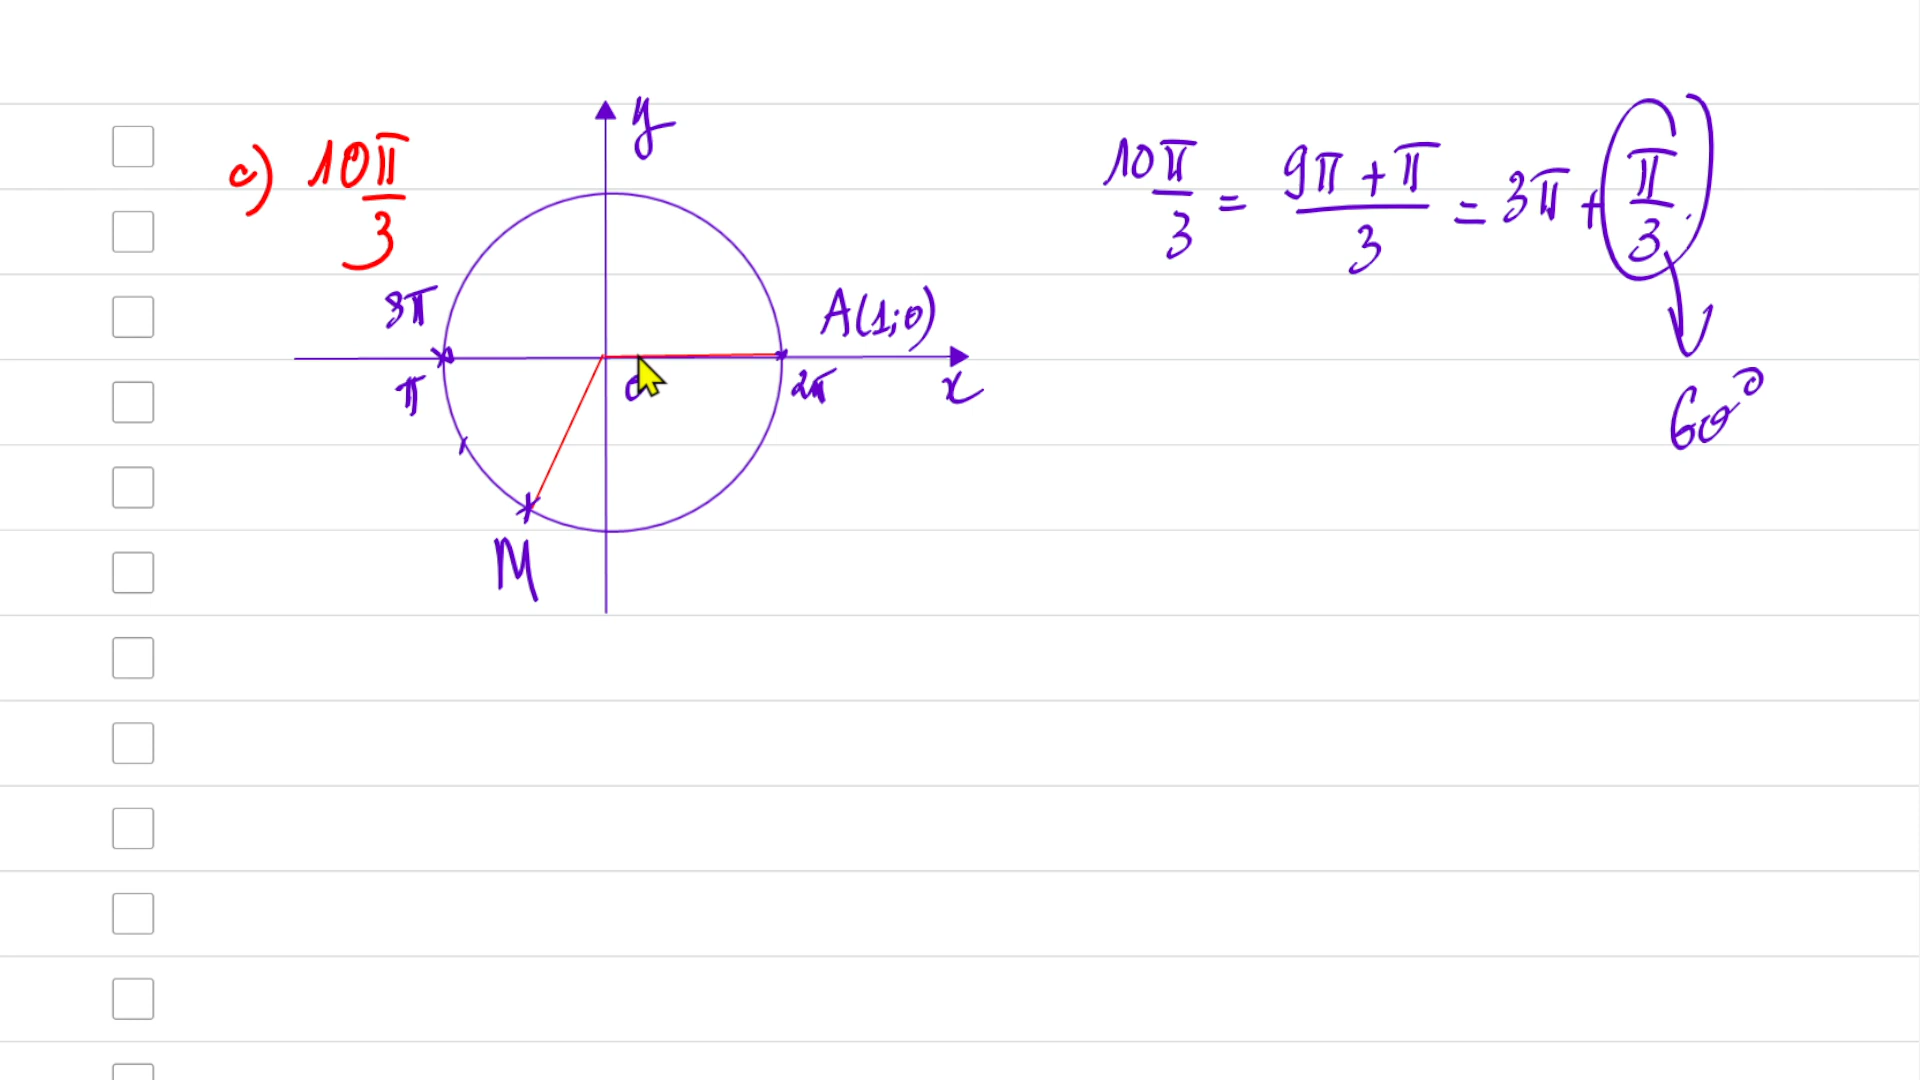 c) 10π/3
y
10π/3 = 9π + π/3 = 3π + π/3
3π
A(1;0)
π
2π
x
60°
M